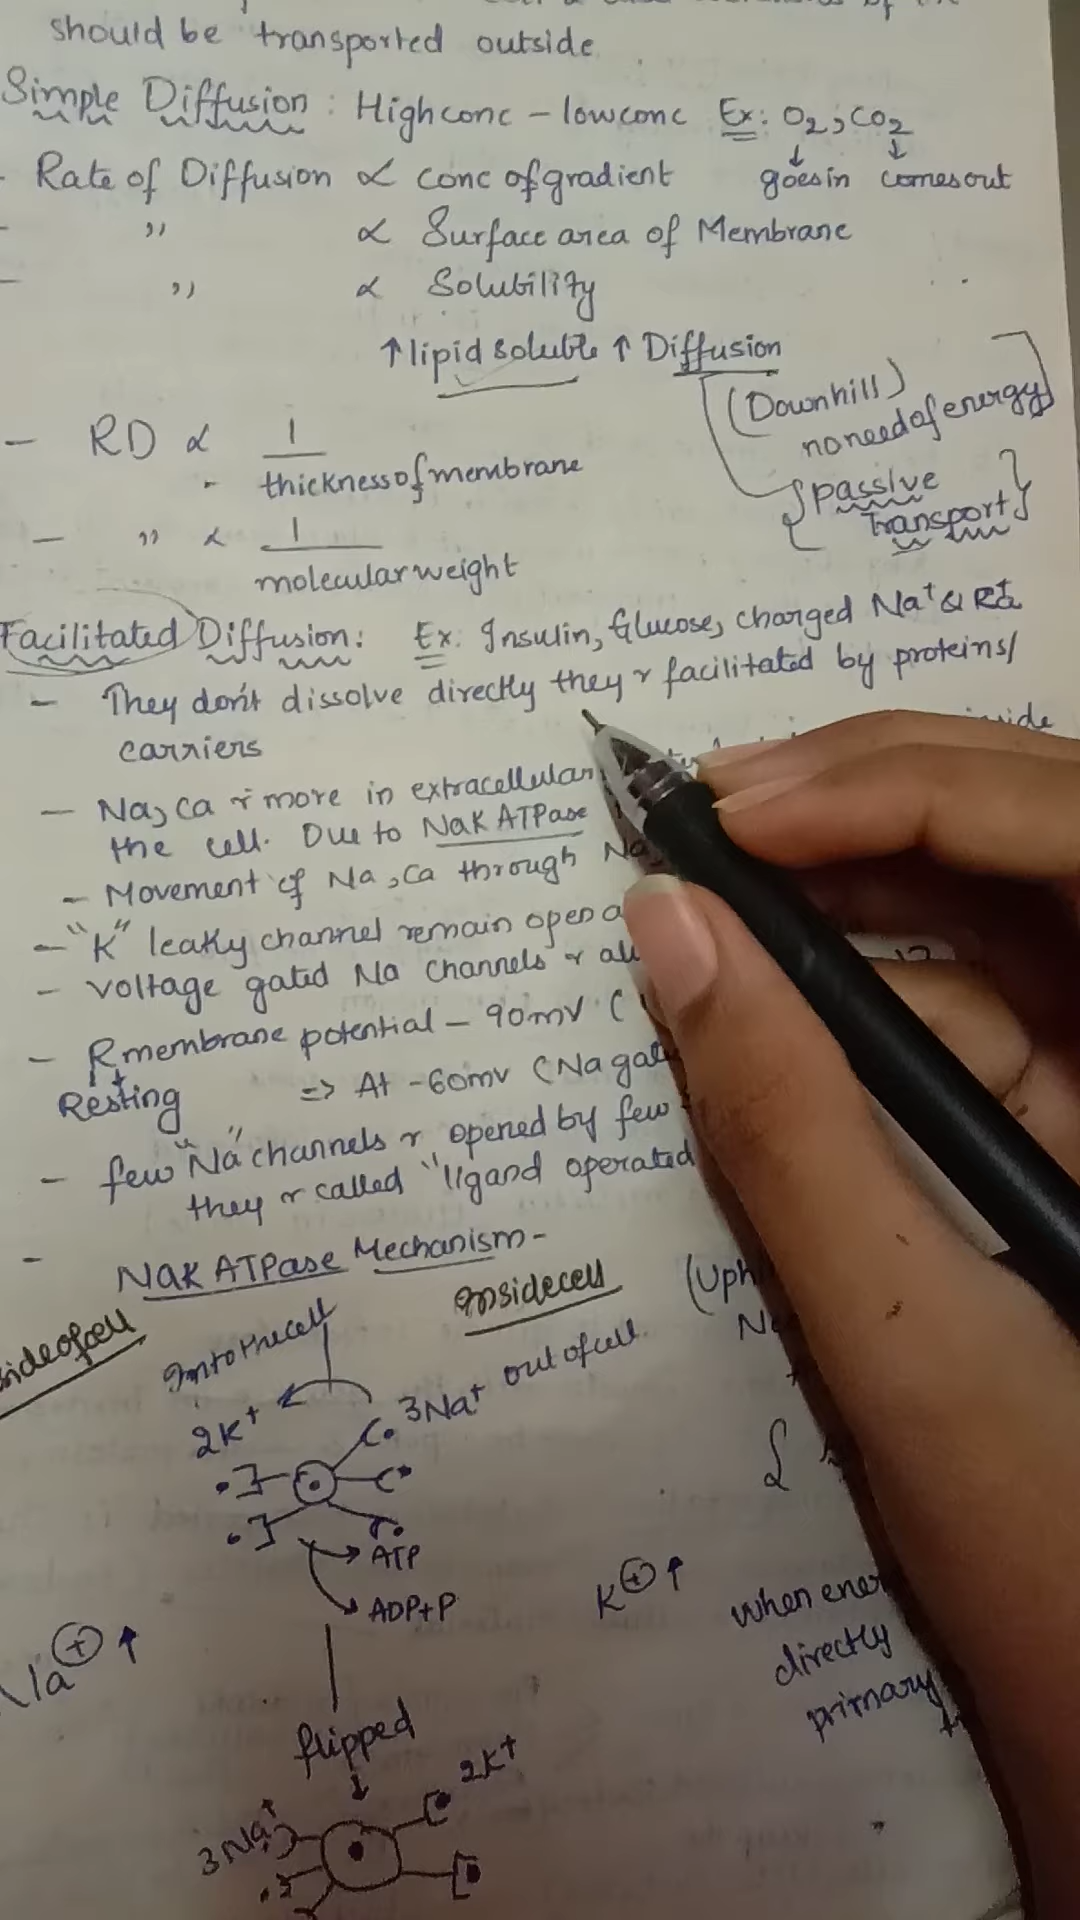 should be transported outside
Simple Diffusion : High conc - low conc Ex: O2, CO2
goes in comes out
- Rate of Diffusion ∝ conc of gradient
- " ∝ Surface area of Membrane
- " ∝ Solubility
↑ lipid soluble ↑ Diffusion
(Downhill)
no need of energy
passive
Transport
- RD ∝ 1
thickness of membrane
- " ∝ 1
molecular weight
Facilitated Diffusion: Ex: Insulin, Glucose, charged Na+ &
- They don't dissolve directly they r facilitated by proteins/
carriers
- Na, Ca r more in extracellular
the cell. Due to NaK ATPase
- Movement of Na, Ca through
- "K" leaky channel remain open
- voltage gated Na channels r
- R membrane potential - 90mv (
Resting
=> At -60mv (Na
- few "Na" channels r opened by few
they r called "ligand operated
- NaK ATPase Mechanism-
Into the cell Inside cell
2K+ 3Na+ out of cell
ATP
ADP+P
K+ ↑
when
directly
primary
flipped
2K+
3Na+